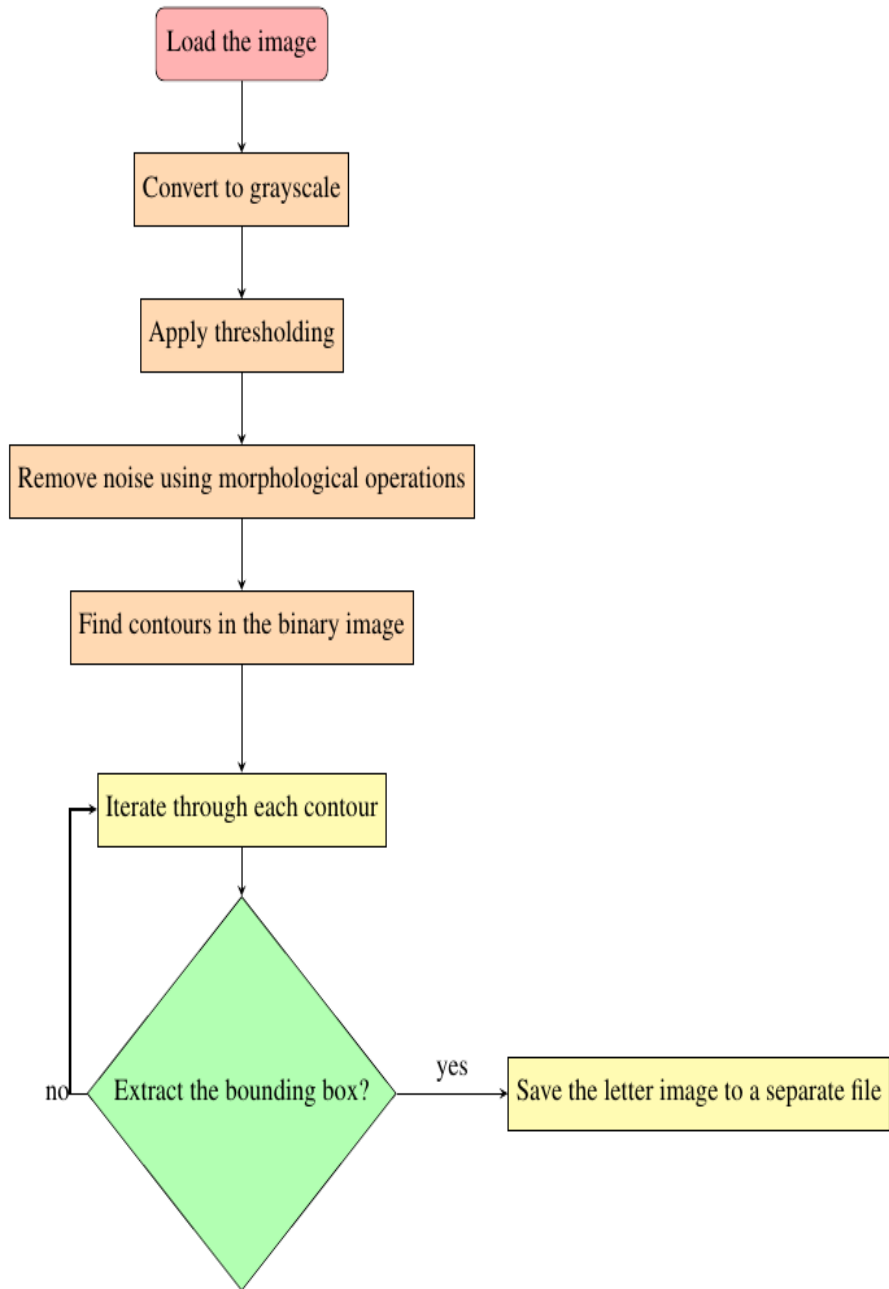 Load the image
Convert to grayscale
Apply thresholding
Remove noise using morphological operations
Find contours in the binary image
Iterate through each contour
yes
no
Extract the bounding box?
Save the letter image to a separate file